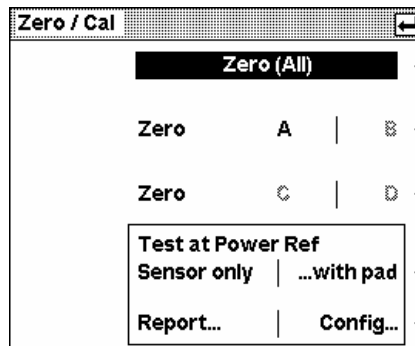 Zero / Cal
Zero (All)
Zero A | B
Zero C | D
Test at Power Ref
Sensor only | ...with pad
Report... | Config...